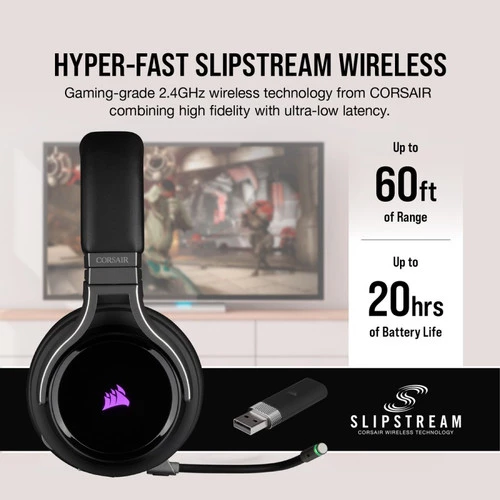 HYPER-FAST SLIPSTREAM WIRELESS
Gaming-grade 2.4GHz wireless technology from CORSAIR
combining high fidelity with ultra-low latency.
Up to
60ft
of Range
Up to
20hrs
of Battery Life
CORSAIR
SLIPSTREAM
CORSAIR WIRELESS TECHNOLOGY